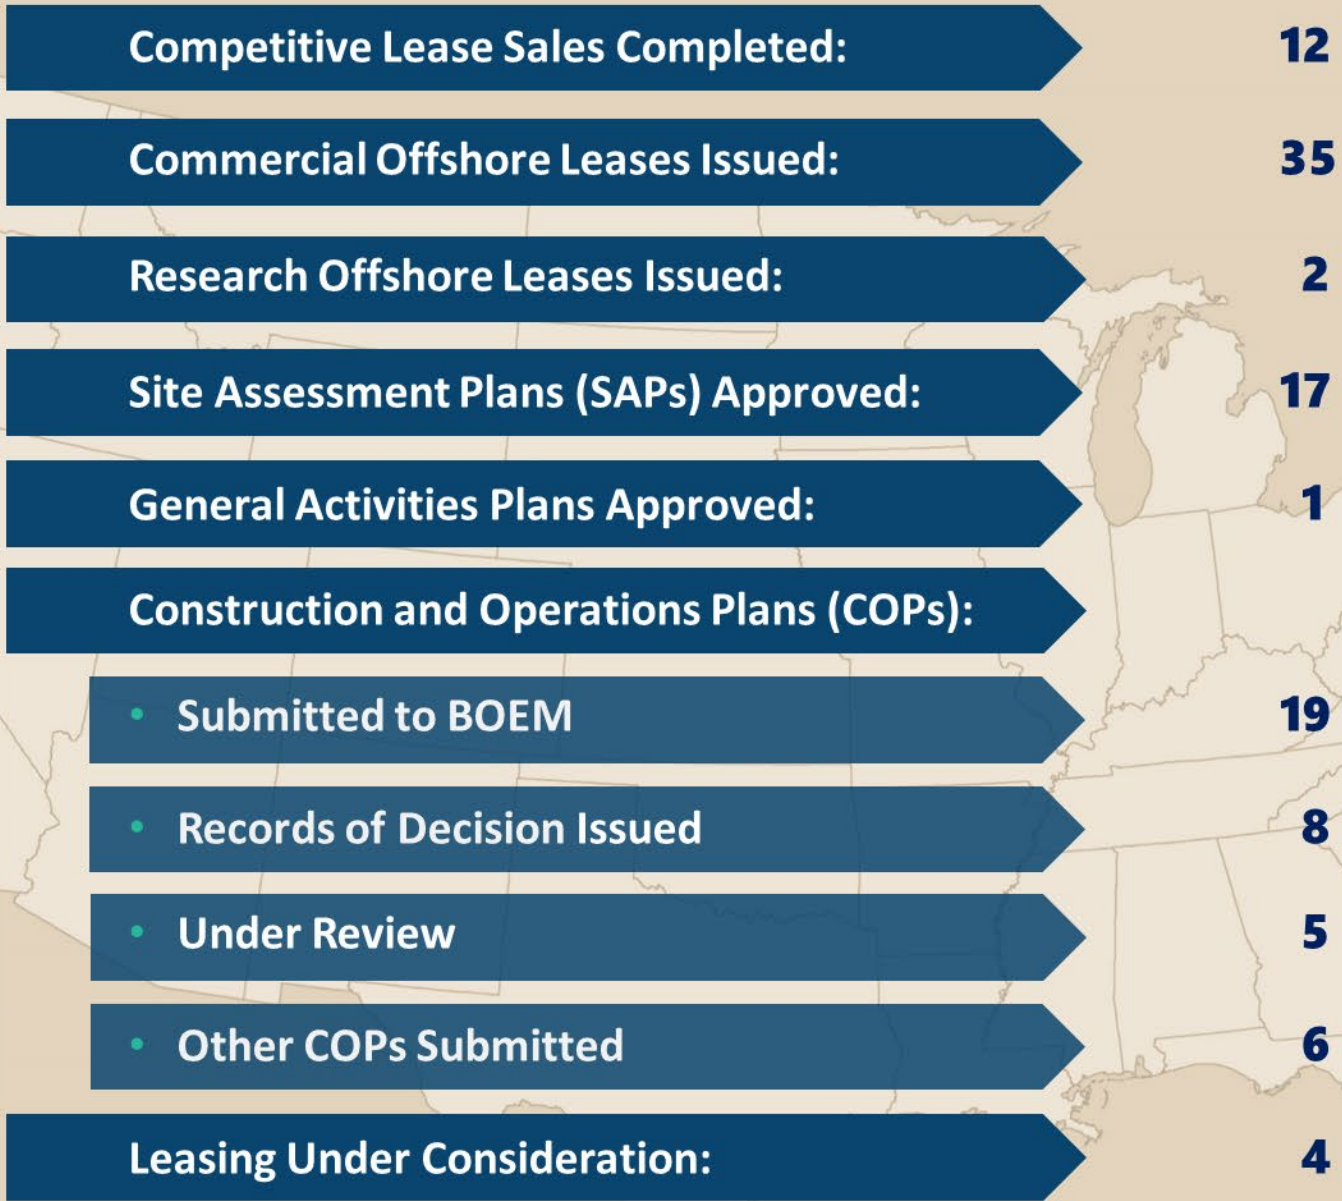 Competitive Lease Sales Completed: 12
Commercial Offshore Leases Issued: 35
Research Offshore Leases Issued: 2
Site Assessment Plans (SAPs) Approved: 17
General Activities Plans Approved: 1
Construction and Operations Plans (COPs):
• Submitted to BOEM 19
• Records of Decision Issued 8
• Under Review 5
• Other COPs Submitted 6
Leasing Under Consideration: 4